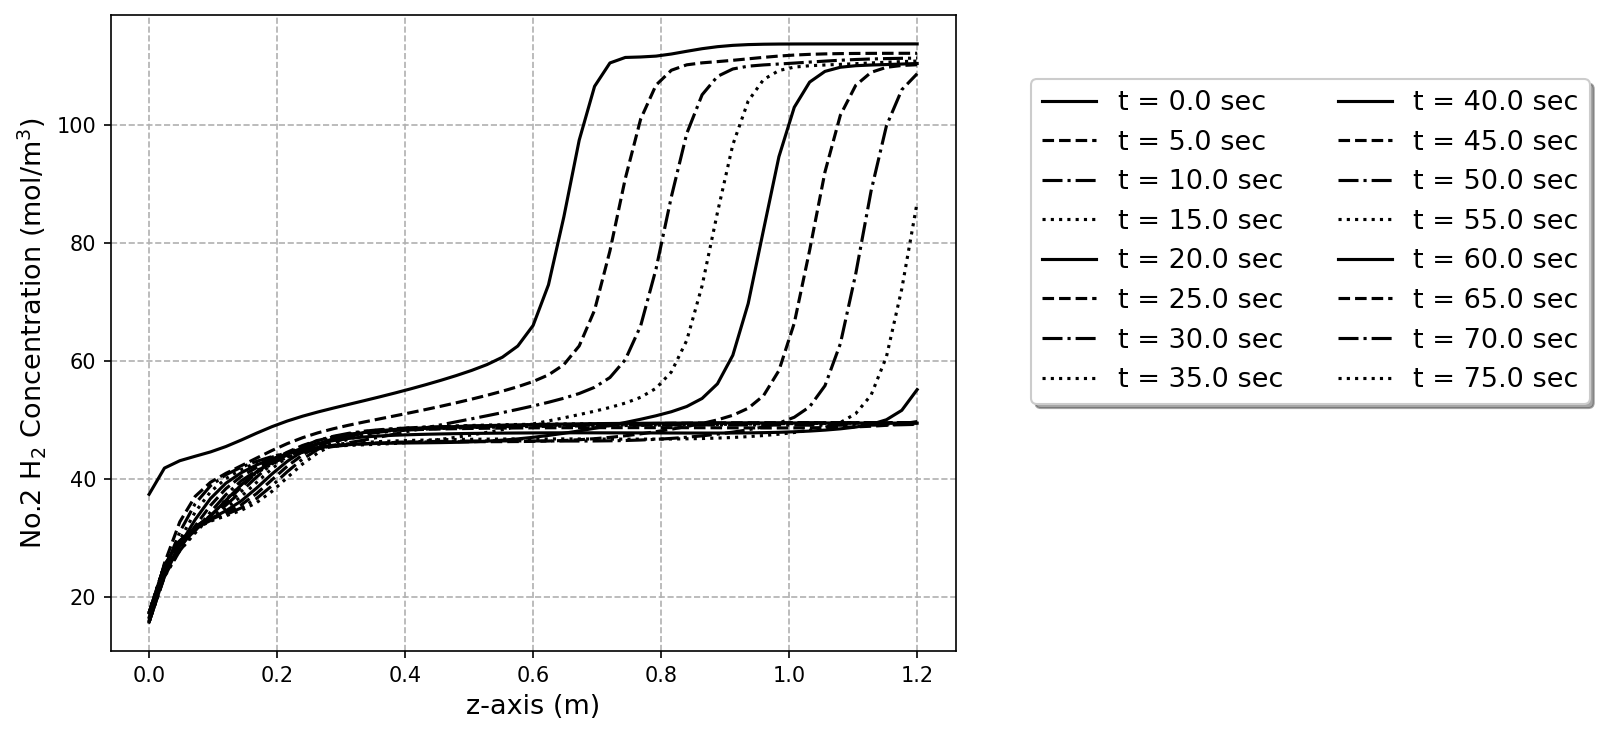 100
80
60
40
20
No.2 H₂ Concentration (mol/m³)
0.0 0.2 0.4 0.6 0.8 1.0 1.2
z-axis (m)
t = 0.0 sec
t = 5.0 sec
t = 10.0 sec
t = 15.0 sec
t = 20.0 sec
t = 25.0 sec
t = 30.0 sec
t = 35.0 sec
t = 40.0 sec
t = 45.0 sec
t = 50.0 sec
t = 55.0 sec
t = 60.0 sec
t = 65.0 sec
t = 70.0 sec
t = 75.0 sec